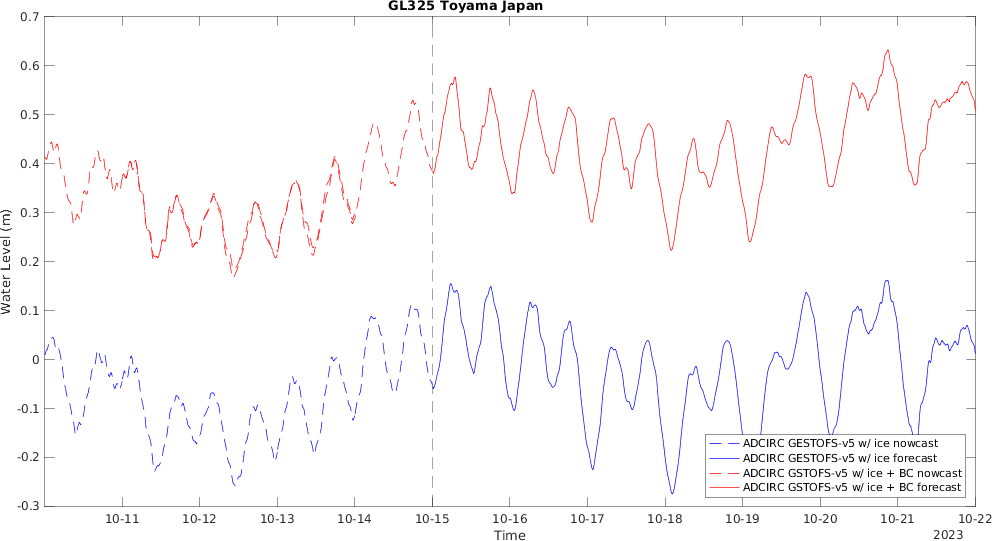 GL325 Toyama Japan
Water Level (m)
0.7
0.6
0.5
0.4
0.3
0.2
0.1
0
-0.1
-0.2
-0.3
ADCIRC GESTOFS-v5 w/ ice nowcast
ADCIRC GESTOFS-v5 w/ ice forecast
ADCIRC GSTOFS-v5 w/ ice + BC nowcast
ADCIRC GSTOFS-v5 w/ ice + BC forecast
10-11 10-12 10-13 10-14 10-15 10-16 10-17 10-18 10-19 10-20 10-21 10-22
Time
2023